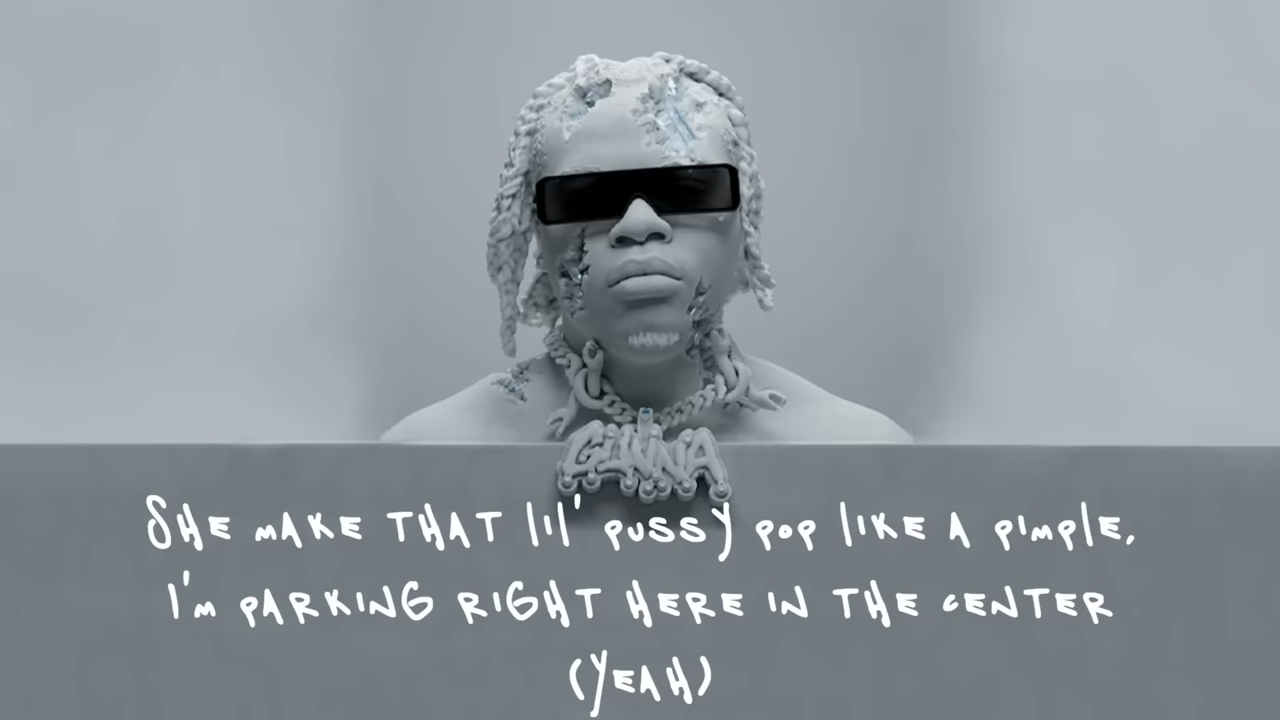 GUNNA
SHE MAKE THAT lil' pussy pop like A pimple,
I'm PARKING RIGHT HERE IN THE CENTER
(YEAH)